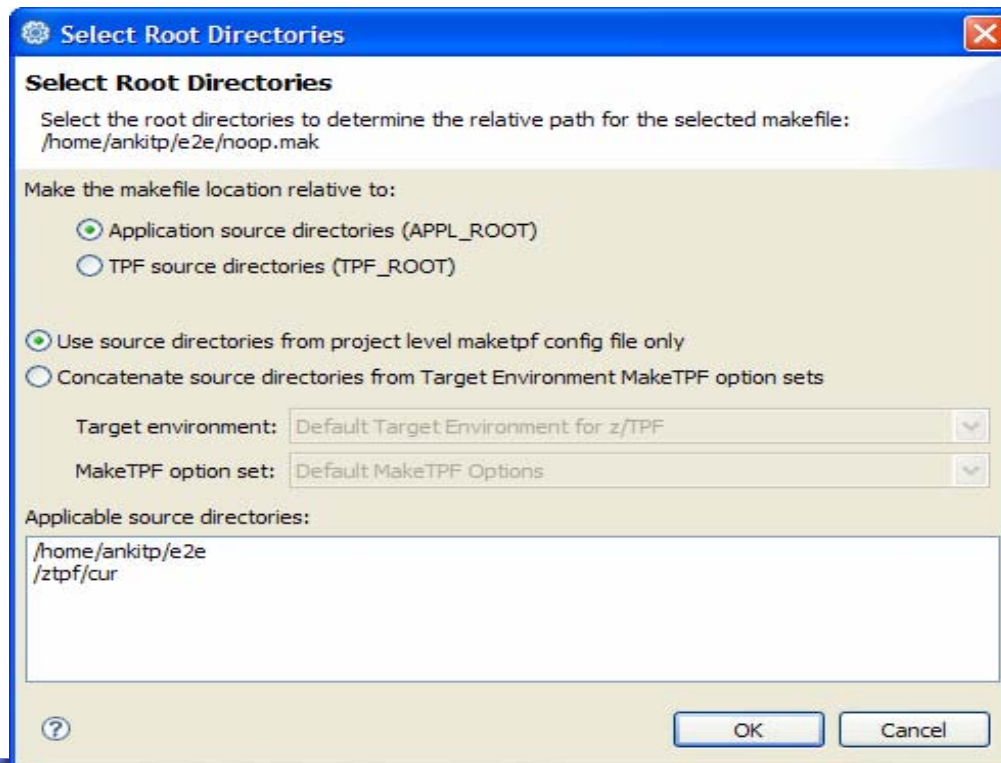 Select Root Directories
Select Root Directories
Select the root directories to determine the relative path for the selected makefile:
/home/ankitp/e2e/noop.mak
Make the makefile location relative to:
Application source directories (APPL_ROOT)
TPF source directories (TPF_ROOT)
Use source directories from project level maketpf config file only
Concatenate source directories from Target Environment MakeTPF option sets
Target environment: Default Target Environment for z/TPF
MakeTPF option set: Default MakeTPF Options
Applicable source directories:
/home/ankitp/e2e
/ztpf/cur
? OK Cancel